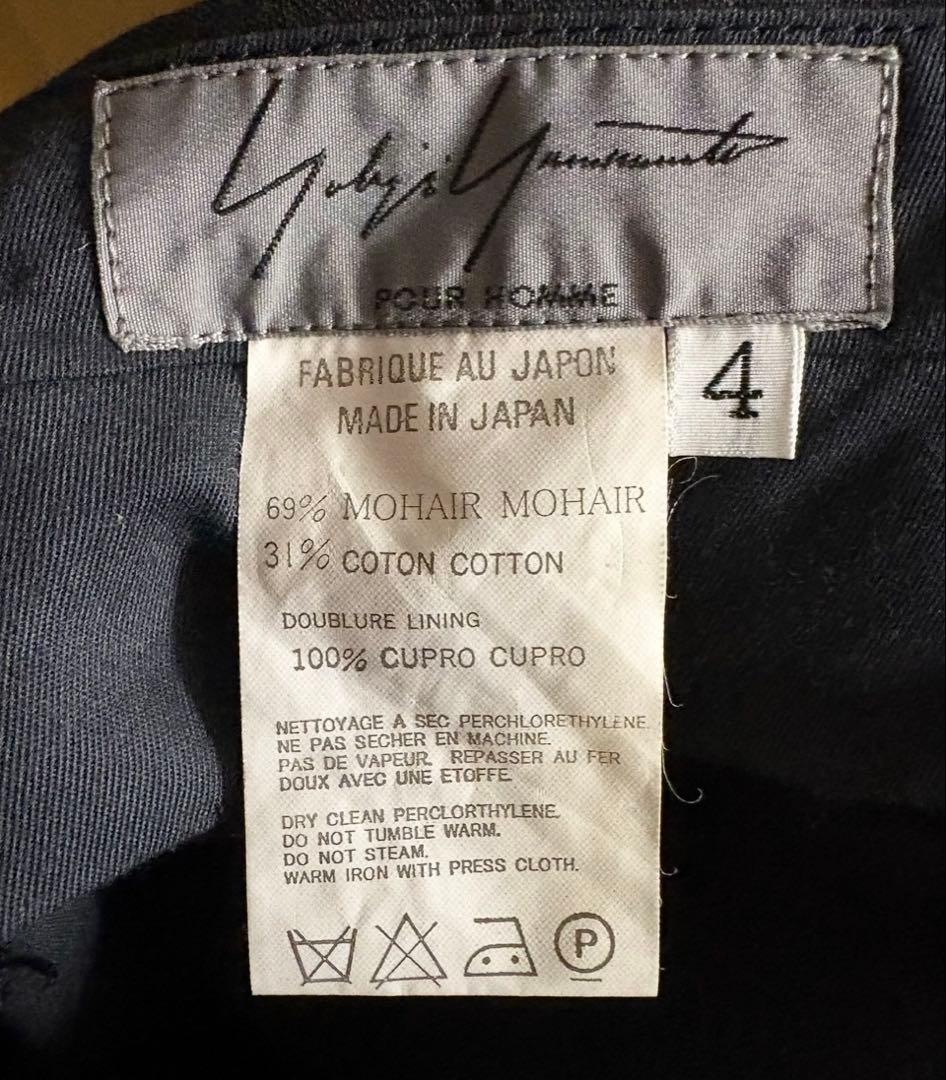 Yohji Yamamoto
POUR HOMME
4
FABRIQUE AU JAPON
MADE IN JAPAN
69% MOHAIR MOHAIR
31% COTON COTTON
DOUBLURE LINING
100% CUPRO CUPRO
NETTOYAGE A SEC PERCHLORETHYLENE.
NE PAS SECHER EN MACHINE.
PAS DE VAPEUR. REPASSER AU FER
DOUX AVEC UNE ETOFFE.
DRY CLEAN PERCLORTHYLENE.
DO NOT TUMBLE WARM.
DO NOT STEAM.
WARM IRON WITH PRESS CLOTH.
P